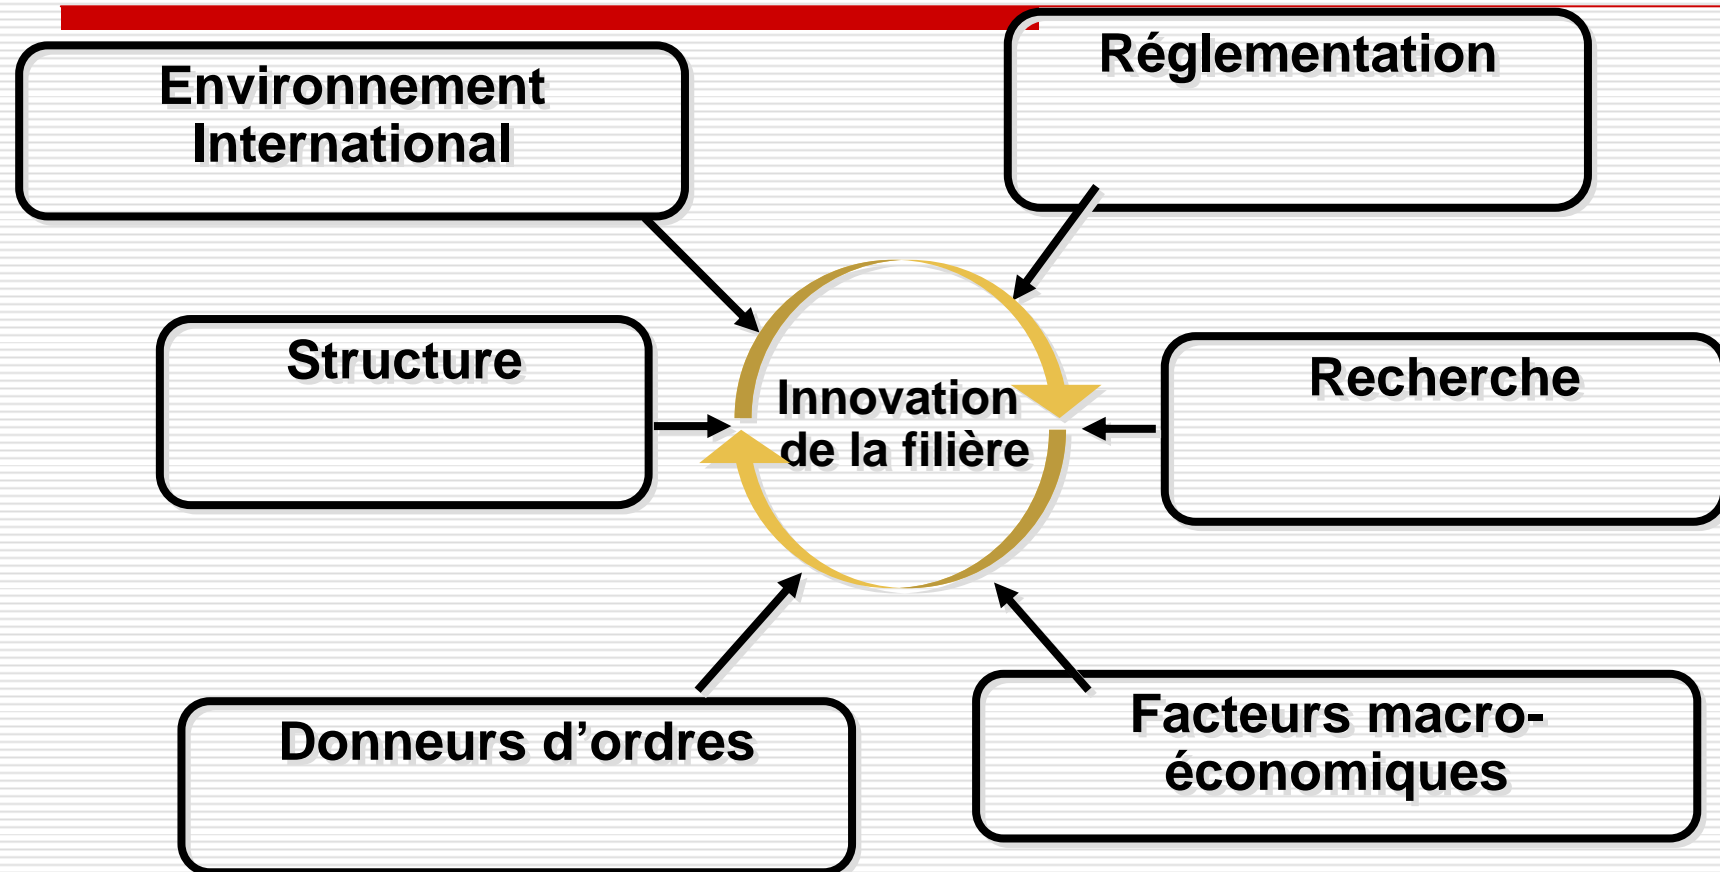 Environnement
International
Réglementation
Structure
Innovation
de la filière
Recherche
Donneurs d’ordres
Facteurs macro-
économiques